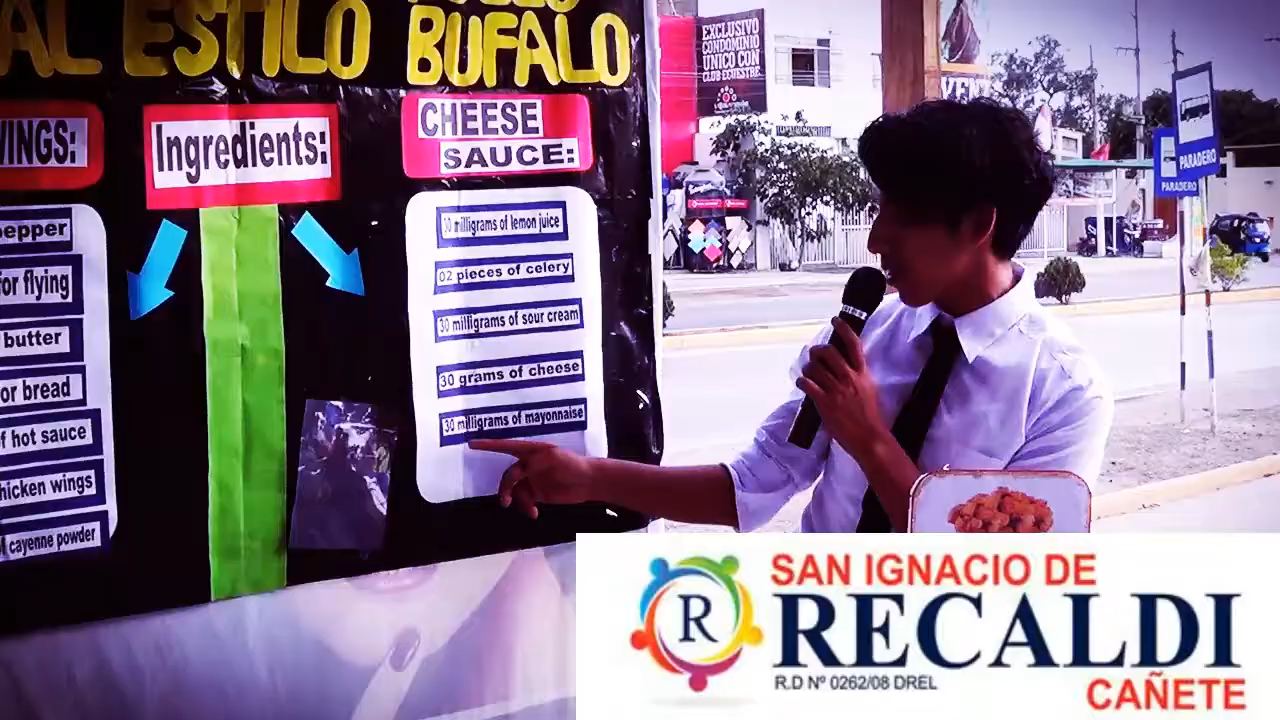 AL ESTILO
BUFALO
WINGS:
Ingredients:
CHEESE
SAUCE:
pepper
for flying
butter
or bread
f hot sauce
hicken wings
cayenne powder
30 milligrams of lemon juice
02 pieces of celery
30 milligrams of sour cream
30 grams of cheese
30 milligrams of mayonnaise
EXCLUSIVO
CONDOMINIO
UNICO CON
CLUB ECUESTRE.
VENT
PARADERO
PARADERO
R
SAN IGNACIO DE
RECALDI
R.D Nº 0262/08 DREL
CAÑETE